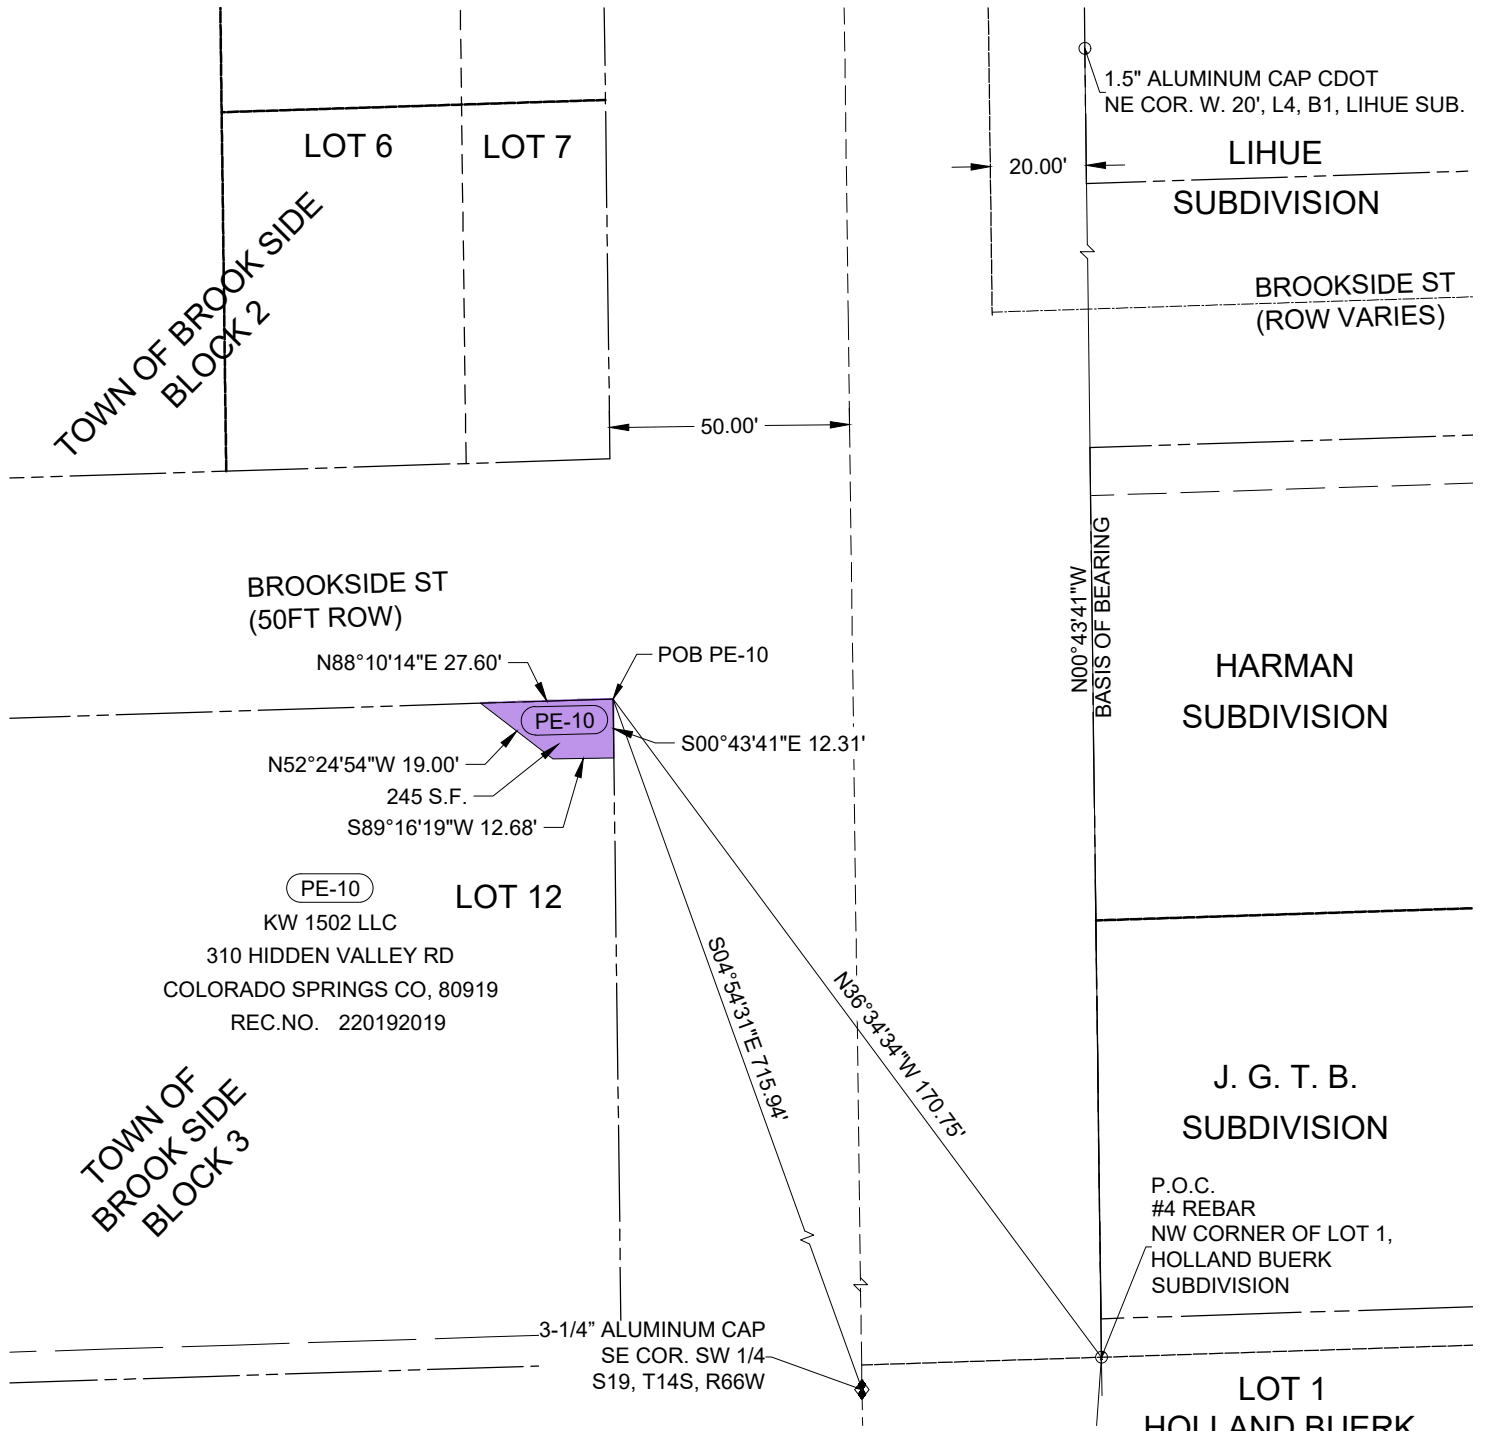 1.5" ALUMINUM CAP CDOT
NE COR. W. 20', L4, B1, LIHUE SUB.
LOT 6
LOT 7
20.00'
LIHUE
SUBDIVISION
TOWN OF BROOK SIDE
BLOCK 2
BROOKSIDE ST
(ROW VARIES)
50.00'
BROOKSIDE ST
(50FT ROW)
N00°43'41"W
BASIS OF BEARING
N88°10'14"E 27.60'
POB PE-10
PE-10
S00°43'41"E 12.31'
N52°24'54"W 19.00'
245 S.F.
S89°16'19"W 12.68'
HARMAN
SUBDIVISION
PE-10
KW 1502 LLC
310 HIDDEN VALLEY RD
COLORADO SPRINGS CO, 80919
REC.NO. 220192019
LOT 12
S04°54'31"E 715.94'
N36°34'34"W 170.75'
TOWN OF
BROOK SIDE
BLOCK 3
J. G. T. B.
SUBDIVISION
P.O.C.
#4 REBAR
NW CORNER OF LOT 1,
HOLLAND BUERK
SUBDIVISION
3-1/4” ALUMINUM CAP
SE COR. SW 1/4
S19, T14S, R66W
LOT 1
HOLLAND BUERK